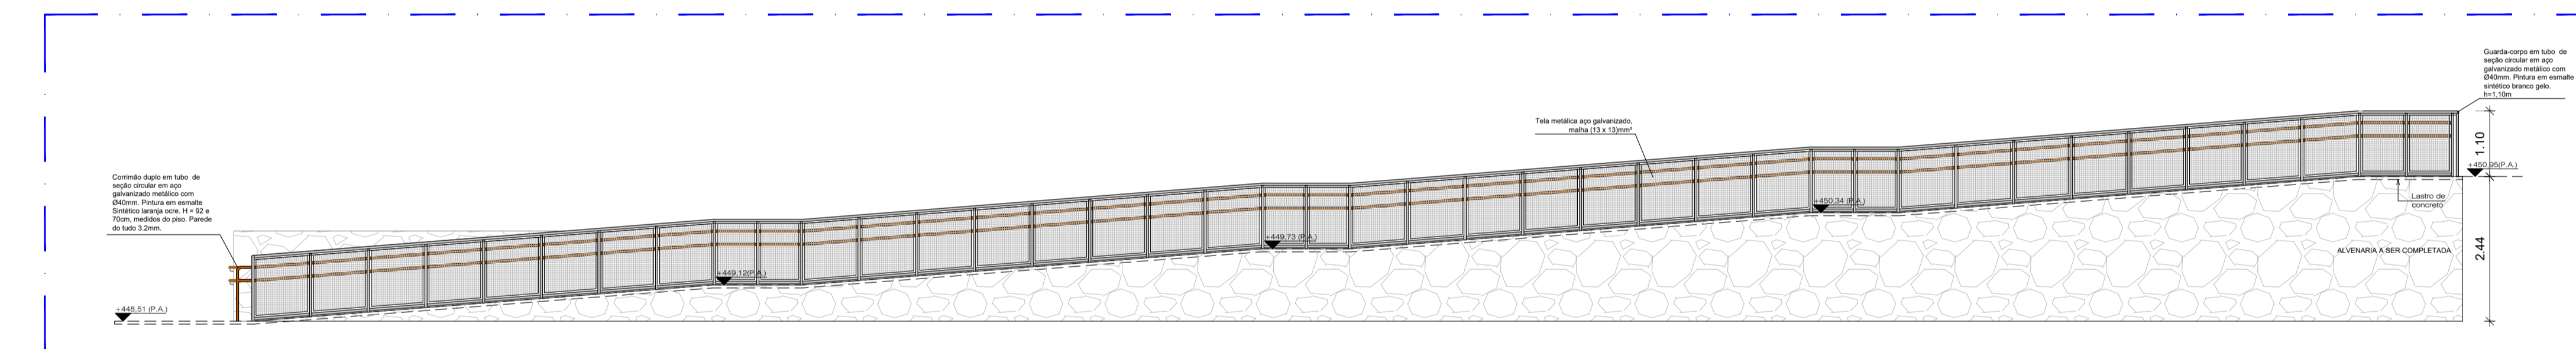 Guarda-corpo em tubo de
seção circular em aço
galvanizado metálico com
Ø40mm. Pintura em esmalte
sintético branco gelo.
h=1,10m
Tela metálica aço galvanizado,
malha (13 x 13)mm²
1.10
+450,95(P.A.)
Corrimão duplo em tubo de
seção circular em aço
galvanizado metálico com
Ø40mm. Pintura em esmalte
Sintético laranja ocre. H = 92 e
70cm, medidos do piso. Parede
do tudo 3.2mm.
+450,34 (P.A.)
Lastro de
concreto
+449,73 (P.A.)
ALVENARIA A SER COMPLETADA
2.44
+449,12(P.A.)
+448,51 (P.A.)